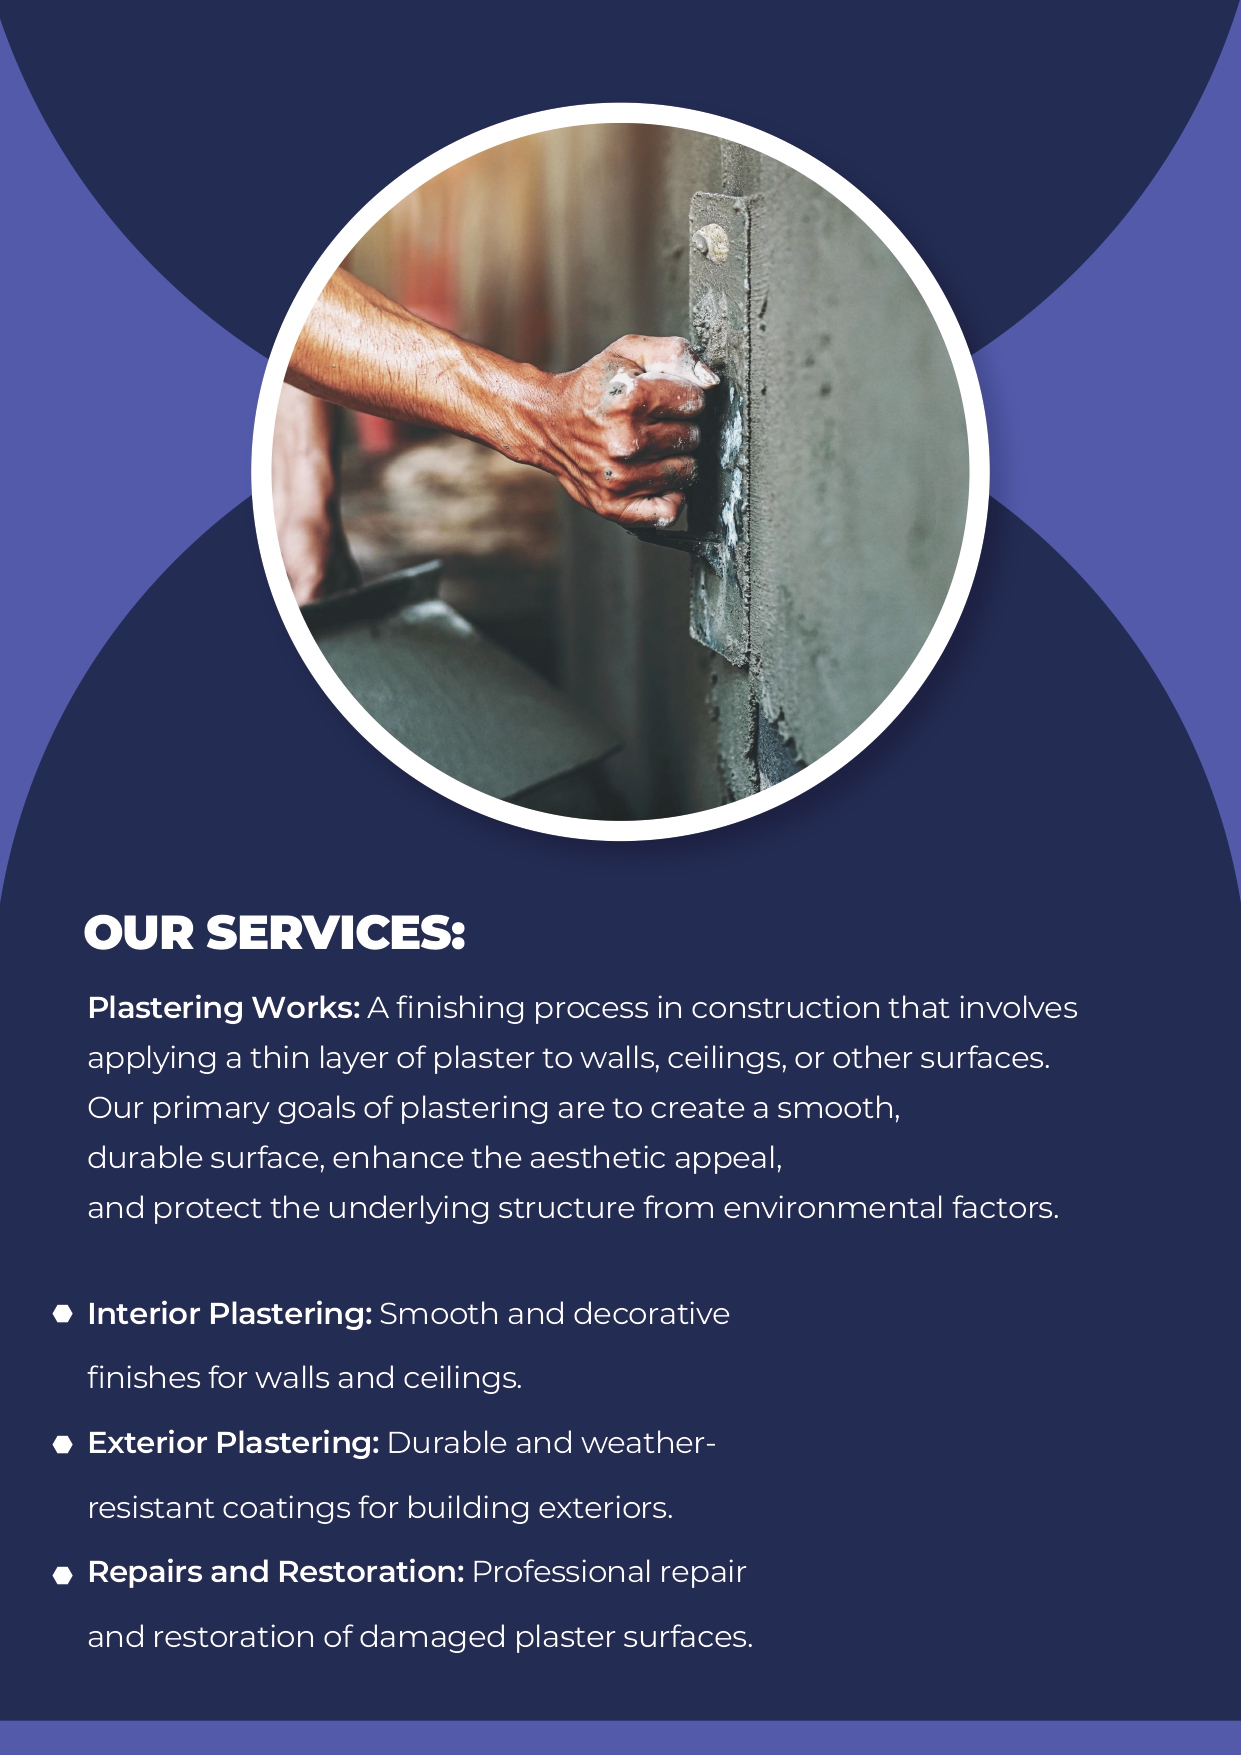 OUR SERVICES:
Plastering Works: A finishing process in construction that involves
applying a thin layer of plaster to walls, ceilings, or other surfaces.
Our primary goals of plastering are to create a smooth,
durable surface, enhance the aesthetic appeal,
and protect the underlying structure from environmental factors.
Interior Plastering: Smooth and decorative
finishes for walls and ceilings.
Exterior Plastering: Durable and weather-
resistant coatings for building exteriors.
Repairs and Restoration: Professional repair
and restoration of damaged plaster surfaces.